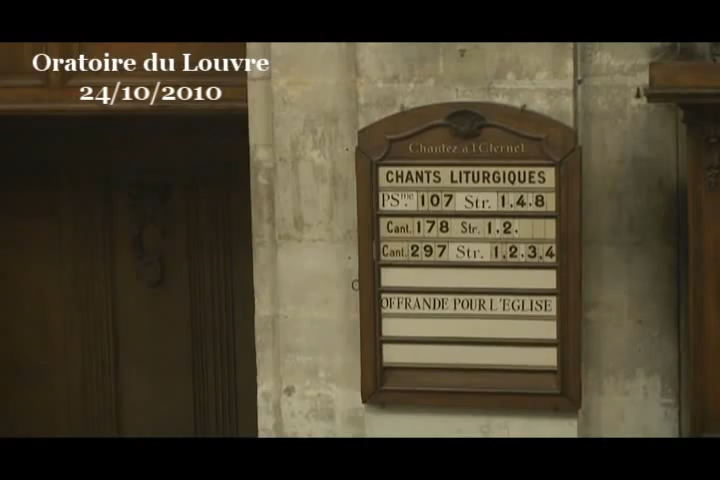 Oratoire du Louvre
24/10/2010
Chantez à l'Eternel
CHANTS LITURGIQUES
PSme. 107 Str. 1.4.8
Cant. 178 Str. 1.2.
Cant. 297 Str. 1.2.3.4
OFFRANDE POUR L'EGLISE